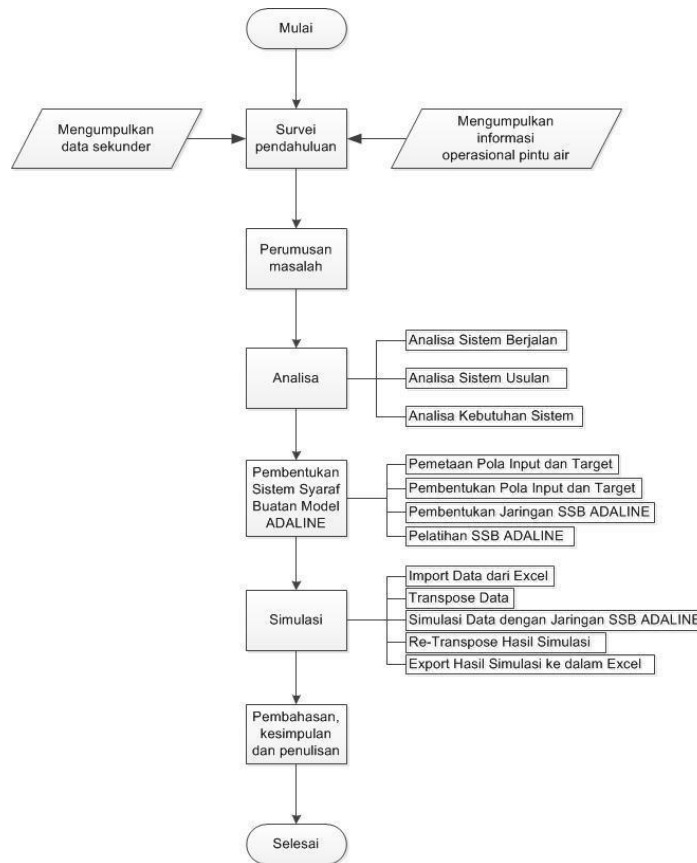 Mulai
Mengumpulkan
data sekunder
Survei
pendahuluan
Mengumpulkan
informasi
operasional pintu air
Perumusan
masalah
Analisa
Analisa Sistem Berjalan
Analisa Sistem Usulan
Analisa Kebutuhan Sistem
Pembentukan
Sistem Syaraf
Buatan Model
ADALINE
Pemetaan Pola Input dan Target
Pembentukan Pola Input dan Target
Pembentukan Jaringan SSB ADALINE
Pelatihan SSB ADALINE
Simulasi
Import Data dari Excel
Transpose Data
Simulasi Data dengan Jaringan SSB ADALINE
Re-Transpose Hasil Simulasi
Export Hasil Simulasi ke dalam Excel
Pembahasan,
kesimpulan
dan penulisan
Selesai